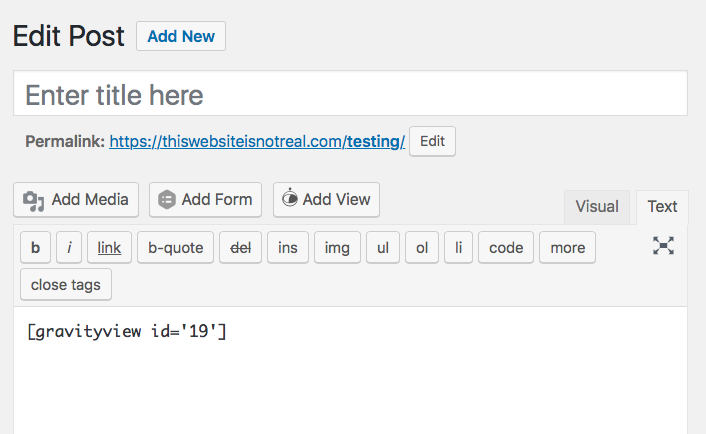 Edit Post Add New
Enter title here
Permalink: https://thiswebsiteisnotreal.com/testing/ Edit
Add Media Add Form Add View Visual Text
b i link b-quote del ins img ul ol li code more
close tags
[gravityview id='19']